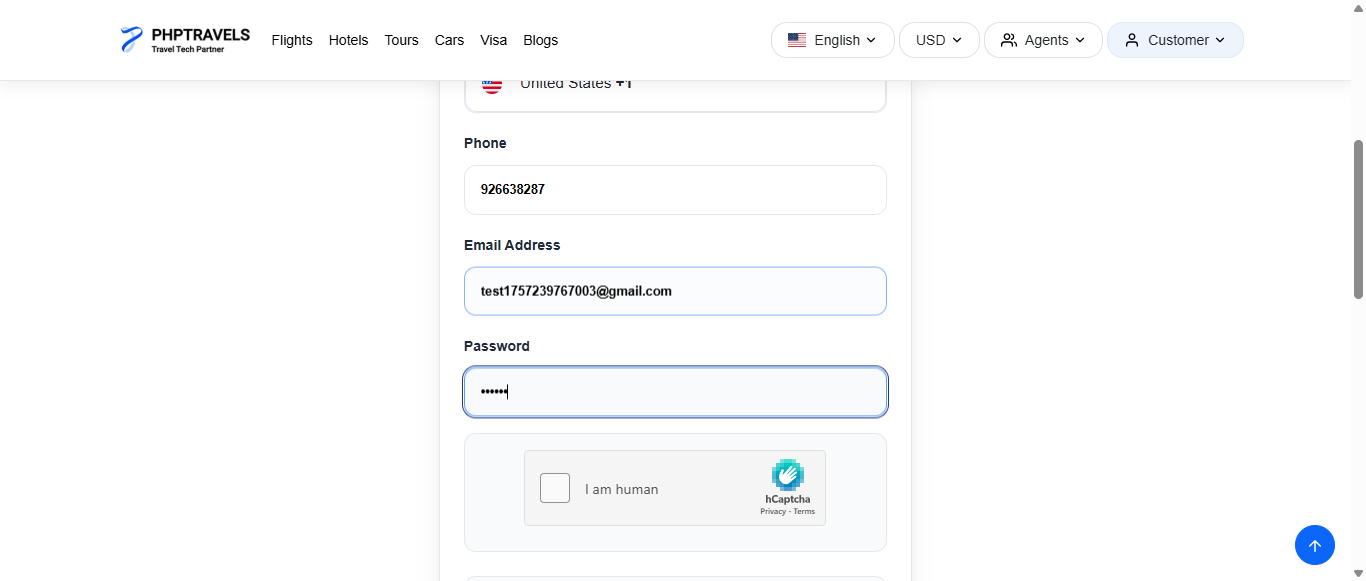 PHPTRAVELS
Travel Tech Partner
Flights Hotels Tours Cars Visa Blogs
English USD Agents Customer
United States +1
Phone
926638287
Email Address
test1757239767003@gmail.com
Password
••••••
I am human
hCaptcha
Privacy - Terms